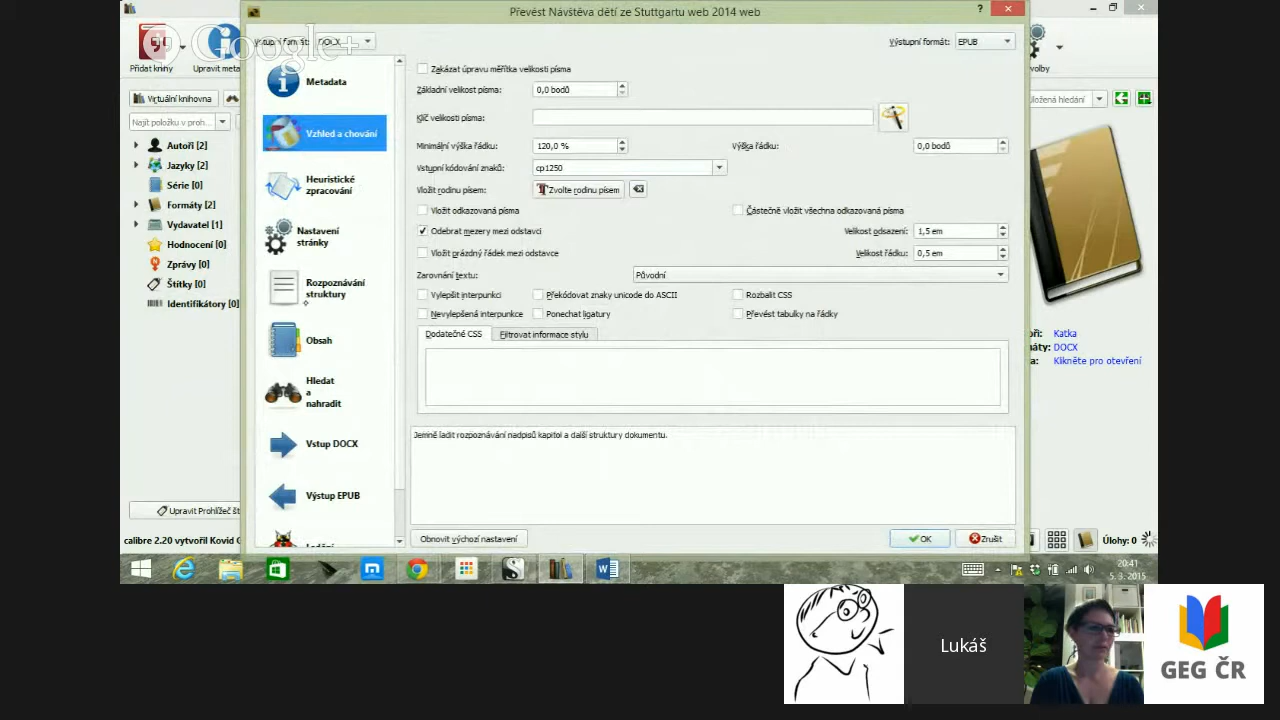 Převést Návštěva dětí ze Stuttgartu web 2014 web
?
Google+
Vstupní formát: DOCX
Výstupní formát: EPUB
Přidat knihy
Upravit meta
Virtuální knihovna
Najít položku v proh...
Autoři [2]
Jazyky [2]
Série [0]
Formáty [2]
Vydavatel [1]
Hodnocení [0]
Zprávy [0]
Štítky [0]
Identifikátory [0]
Upravit Prohlížeč št
calibre 2.20 vytvořil Kovid G
Metadata
Vzhled a chování
Heuristické
zpracování
Nastavení
stránky
Rozpoznávání
struktury
Obsah
Hledat
a
nahradit
Vstup DOCX
Výstup EPUB
Zakázat úpravu měřítka velikosti písma
Základní velikost písma: 0,0 bodů
Klíč velikosti písma:
Minimální výška řádku: 120,0 % Výška řádku: 0,0 bodů
Vstupní kódování znaků: cp1250
Vložit rodinu písem: Zvolte rodinu písem
Vložit odkazovaná písma Částečně vložit všechna odkazovaná písma
Odebrat mezery mezi odstavci Velikost odsazení: 1,5 em
Vložit prázdný řádek mezi odstavce Velikost řádku: 0,5 em
Zarovnání textu: Původní
Vylepšit interpunkci Překódovat znaky unicode do ASCII Rozbalit CSS
Nevylepšená interpunkce Ponechat ligatury Převést tabulky na řádky
Dodatečné CSS Filtrovat informace stylu
Jemně ladit rozpoznávání nadpisů kapitol a další struktury dokumentu.
Obnovit výchozí nastavení
OK
Zrušit
olby
uložená hledání
ři: Katka
áty: DOCX
a: Klikněte pro otevření
Úlohy: 0
20:41
5. 3. 2015
Lukáš
GEG ČR